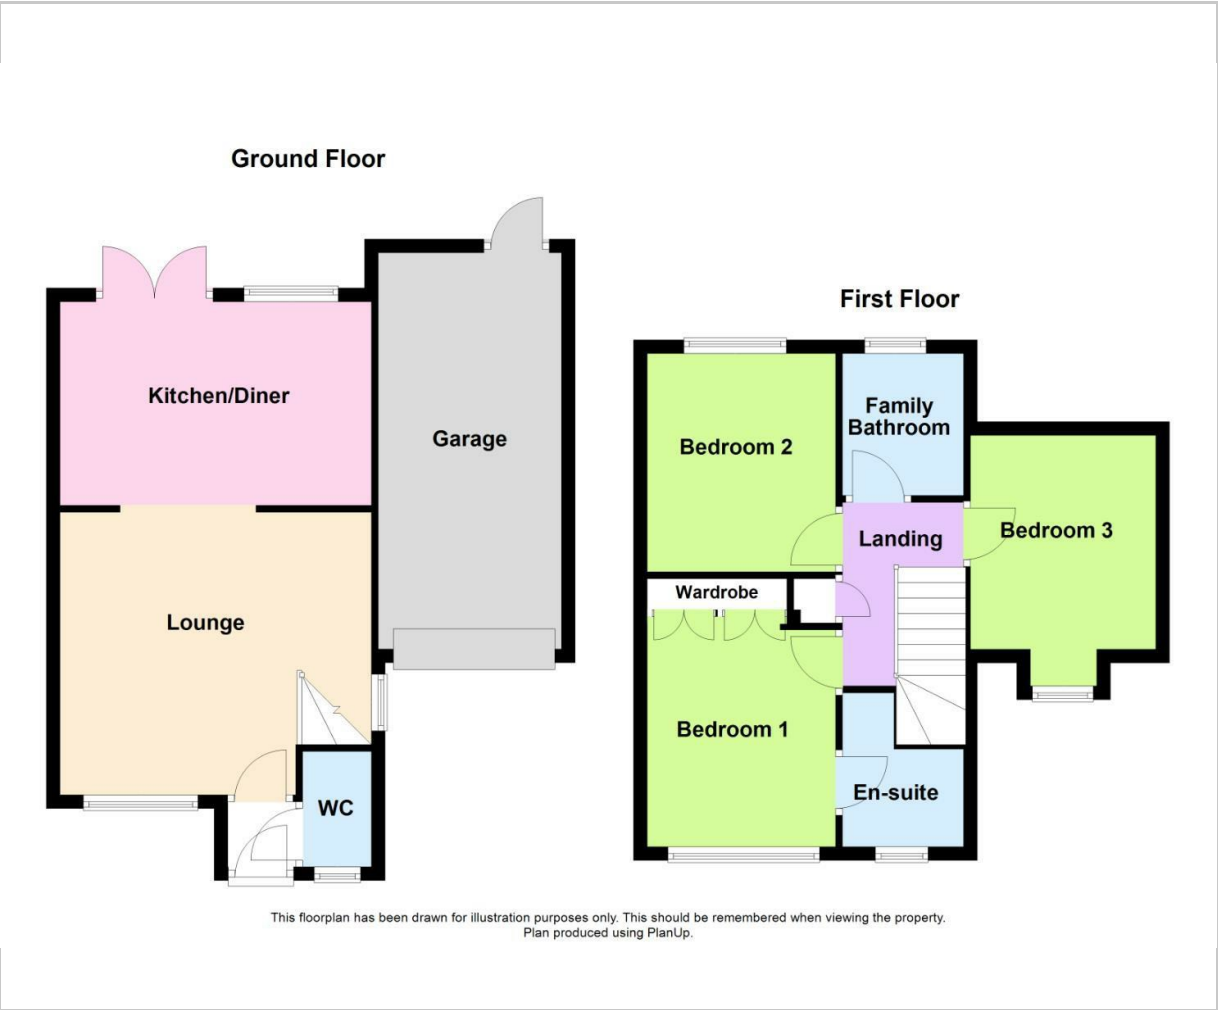 Ground Floor
Kitchen/Diner
Garage
Lounge
WC
First Floor
Family
Bathroom
Bedroom 2
Landing
Bedroom 3
Wardrobe
Bedroom 1
En-suite
This floorplan has been drawn for illustration purposes only. This should be remembered when viewing the property.
Plan produced using PlanUp.